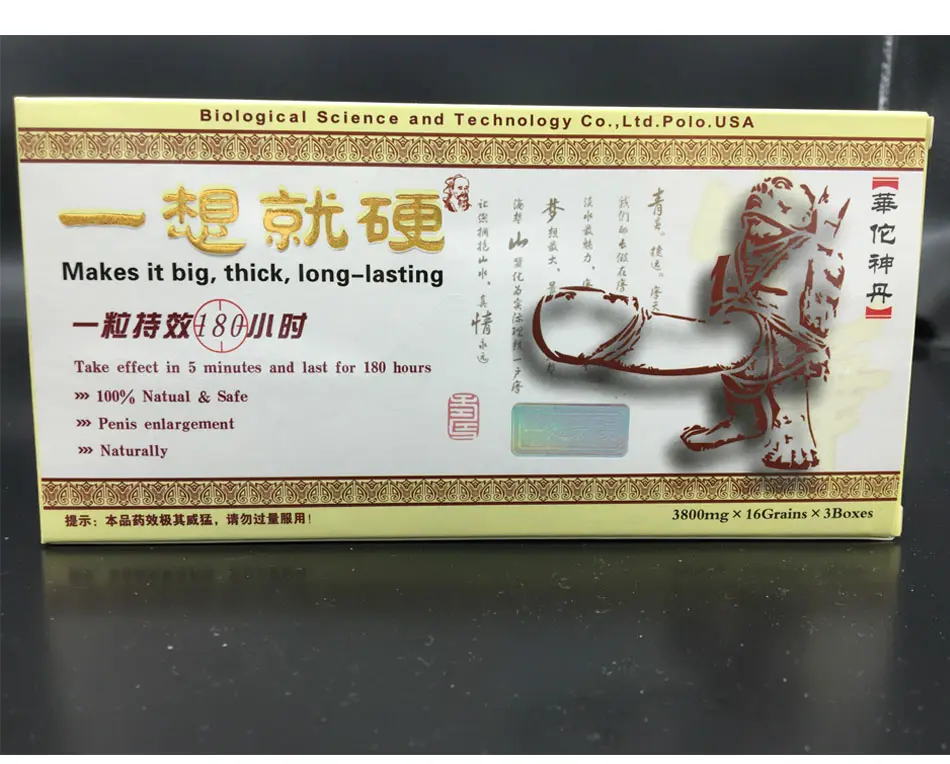 Biological Science and Technology Co.,Ltd.Polo.USA
一想就硬
Makes it big, thick, long-lasting
一粒持效180小时
Take effect in 5 minutes and last for 180 hours
100% Natual & Safe
Penis enlargement
Naturally
【華佗神丹】
提示：本品药效极其威猛，请勿过量服用！
3800mg×16Grains×3Boxes